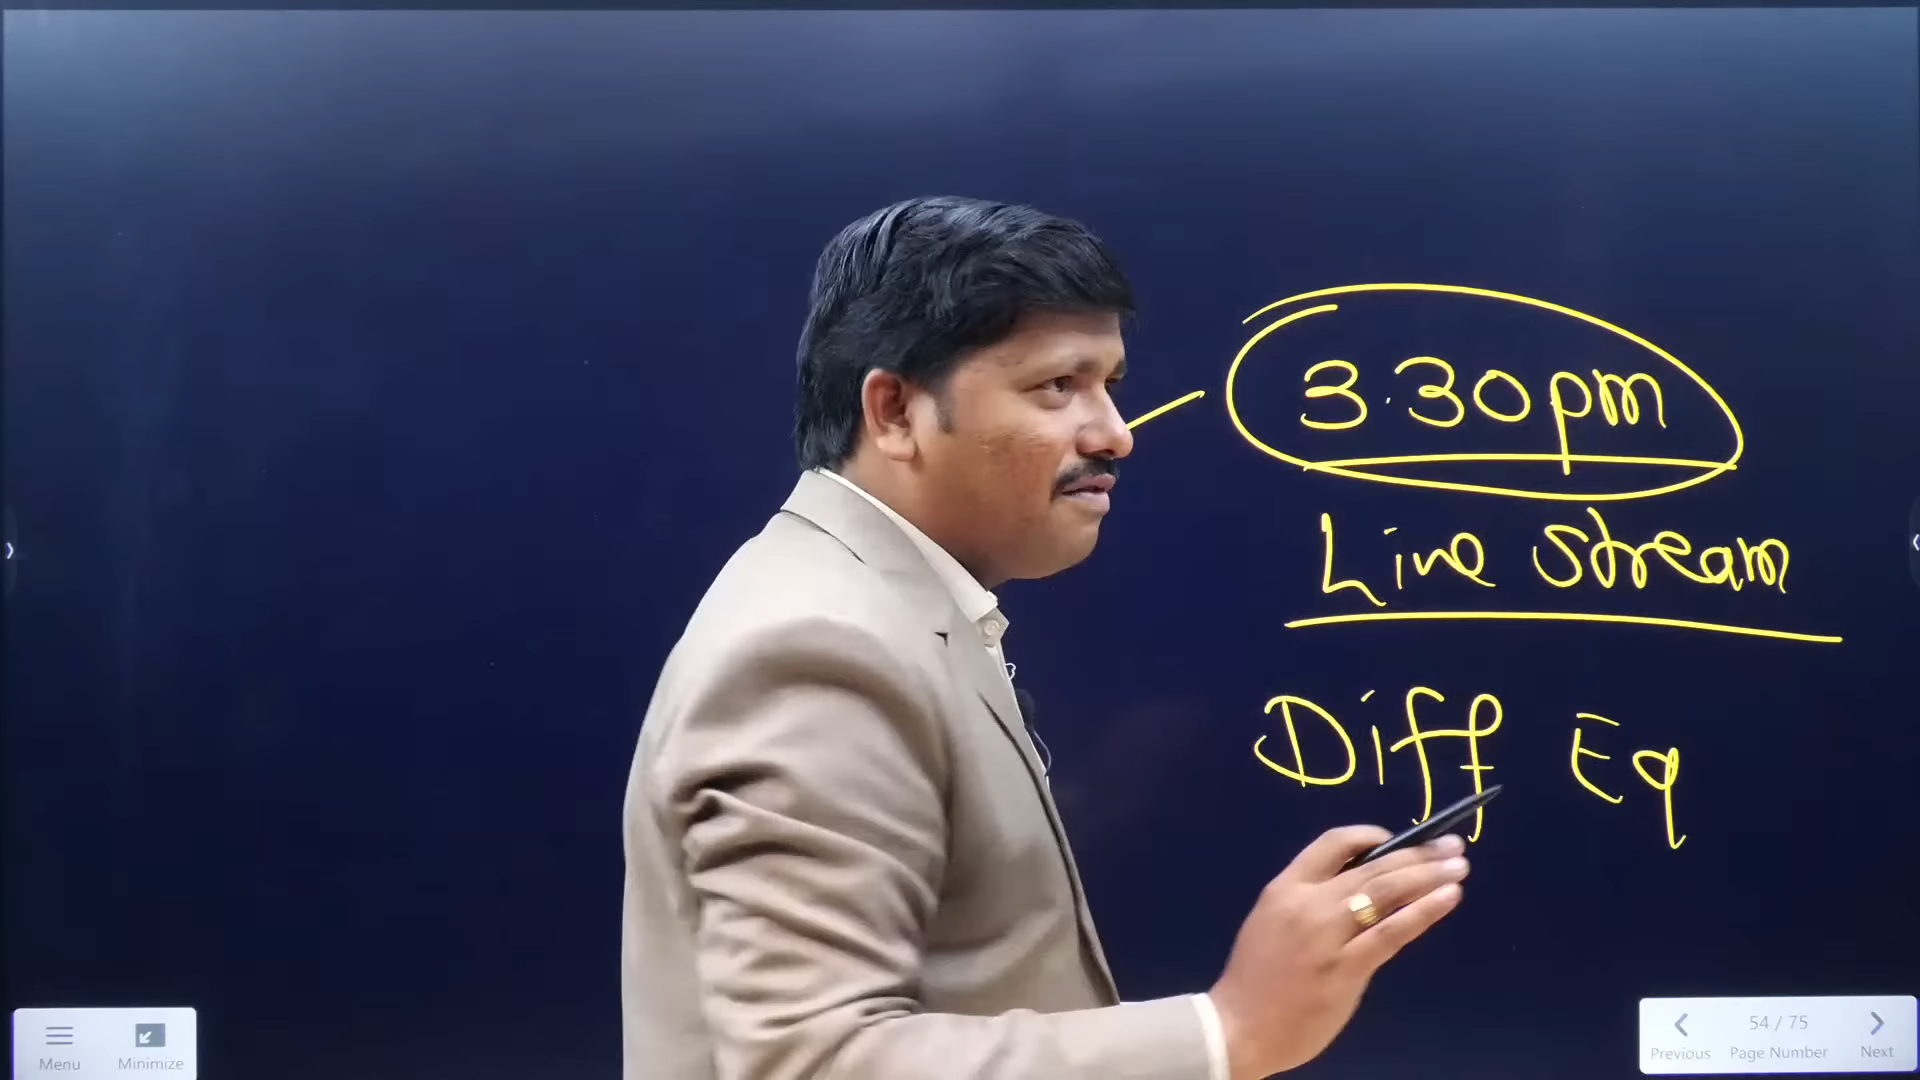 3.30pm
Live stream
Diff Eq
Menu
Minimize
54 / 75
Previous
Page Number
Next